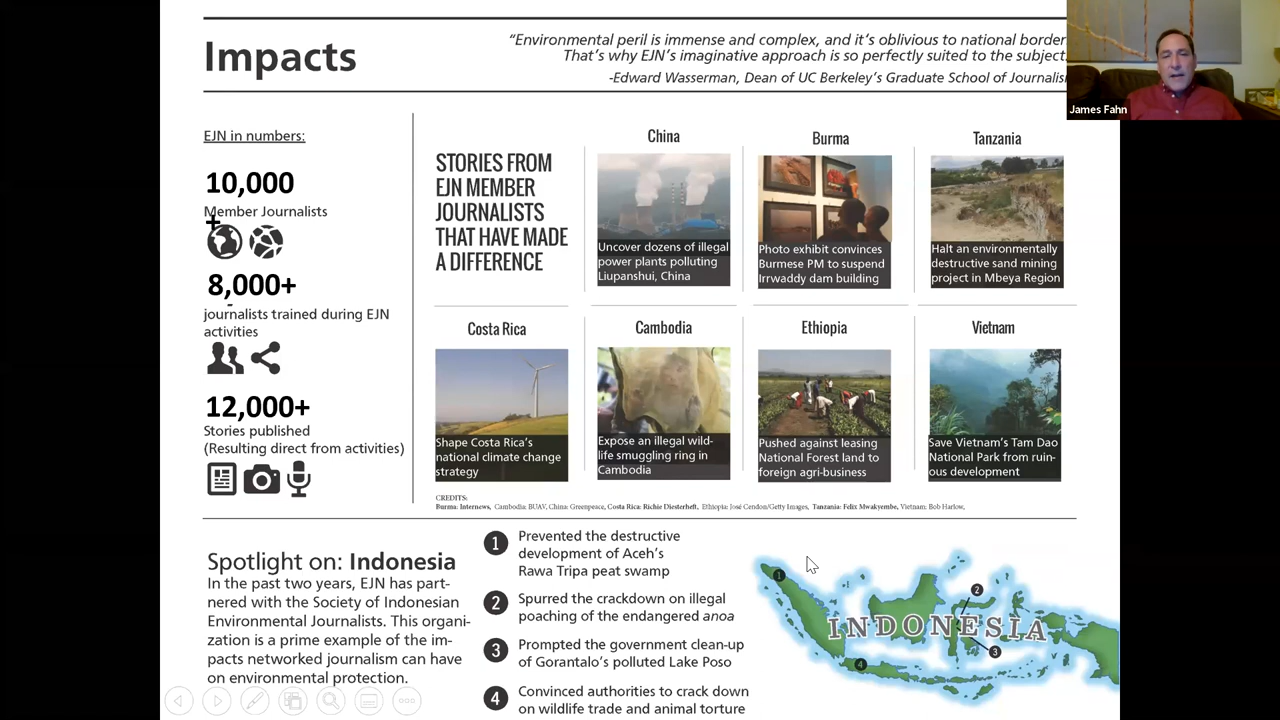 Impacts
“Environmental peril is immense and complex, and it’s oblivious to national border
That’s why EJN’s imaginative approach is so perfectly suited to the subject
-Edward Wasserman, Dean of UC Berkeley’s Graduate School of Journalis
James Fahn
EJN in numbers:
10,000
+
Member Journalists
8,000+
journalists trained during EJN
activities
12,000+
Stories published
(Resulting direct from activities)
STORIES FROM
EJN MEMBER
JOURNALISTS
THAT HAVE MADE
A DIFFERENCE
China
Uncover dozens of illegal
power plants polluting
Liupanshui, China
Burma
Photo exhibit convinces
Burmese PM to suspend
Irrwaddy dam building
Tanzania
Halt an environmentally
destructive sand mining
project in Mbeya Region
Costa Rica
Shape Costa Rica’s
national climate change
strategy
Cambodia
Expose an illegal wild-
life smuggling ring in
Cambodia
Ethiopia
Pushed against leasing
National Forest land to
foreign agri-business
Vietnam
Save Vietnam’s Tam Dao
National Park from ruin-
ous development
CREDITS:
Burma: Internews, Cambodia: BUAV, China: Greenpeace, Costa Rica: Richie Diesterheft, Ethiopia: José Cendon/Getty Images, Tanzania: Felix Mwakyembe, Vietnam: Bob Harlow,
Spotlight on: Indonesia
In the past two years, EJN has part-
nered with the Society of Indonesian
Environmental Journalists. This organi-
zation is a prime example of the im-
pacts networked journalism can have
on environmental protection.
1 Prevented the destructive
development of Aceh’s
Rawa Tripa peat swamp
2 Spurred the crackdown on illegal
poaching of the endangered anoa
3 Prompted the government clean-up
of Gorantalo’s polluted Lake Poso
4 Convinced authorities to crack down
on wildlife trade and animal torture
1
2
INDONESIA
3
4